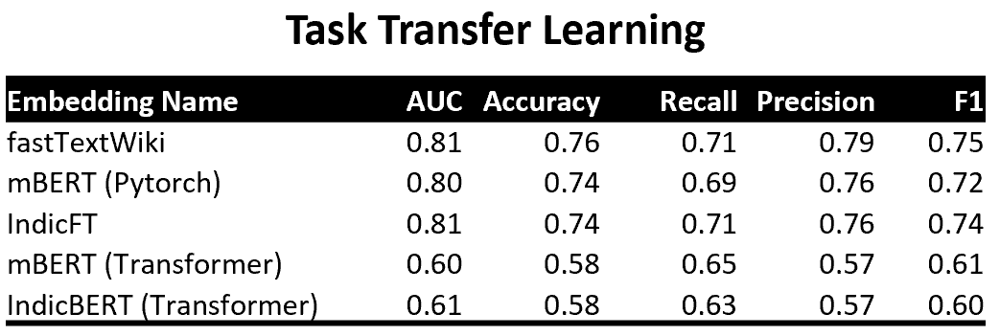 Task Transfer Learning
Embedding Name AUC Accuracy Recall Precision F1
fastTextWiki 0.81 0.76 0.71 0.79 0.75
mBERT (Pytorch) 0.80 0.74 0.69 0.76 0.72
IndicFT 0.81 0.74 0.71 0.76 0.74
mBERT (Transformer) 0.60 0.58 0.65 0.57 0.61
IndicBERT (Transformer) 0.61 0.58 0.63 0.57 0.60